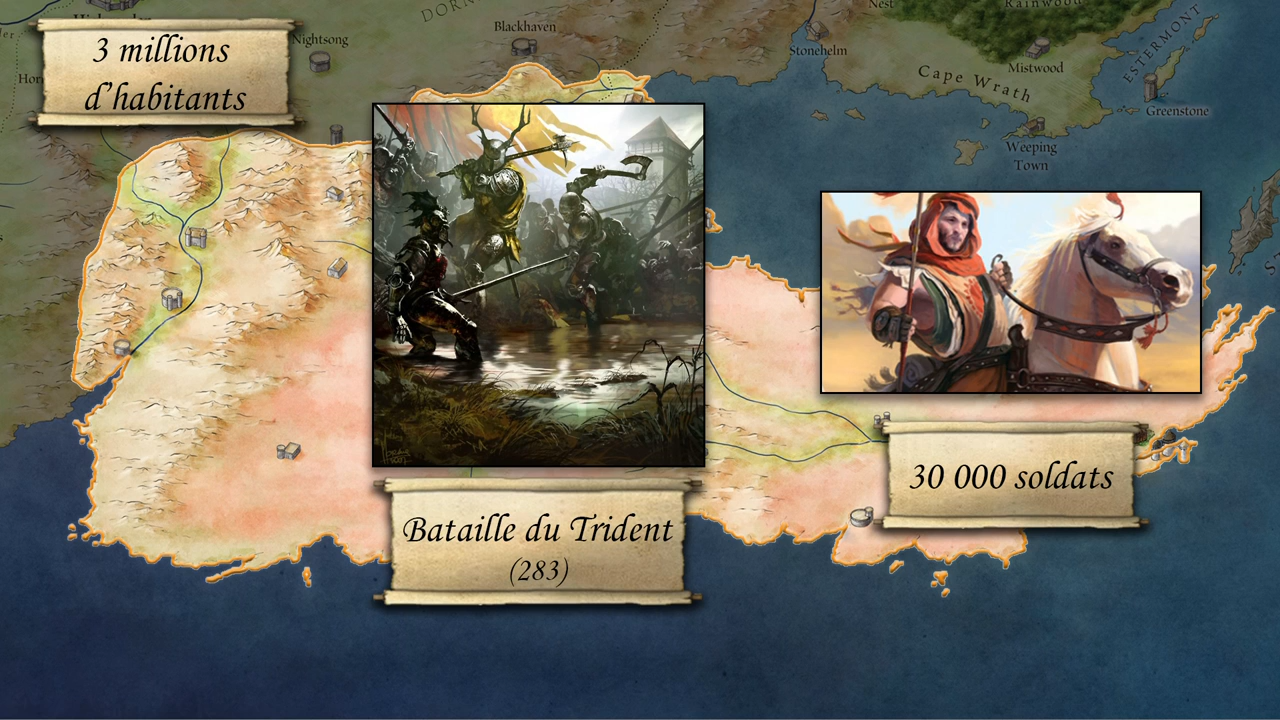 3 millions
d'habitants
Nightsong
Blackhaven
Stonehelm
Nest
Rainwood
Mistwood
Cape Wrath
ESTERMONT
Greenstone
Weeping
Town
Bataille du Trident
(283)
30 000 soldats